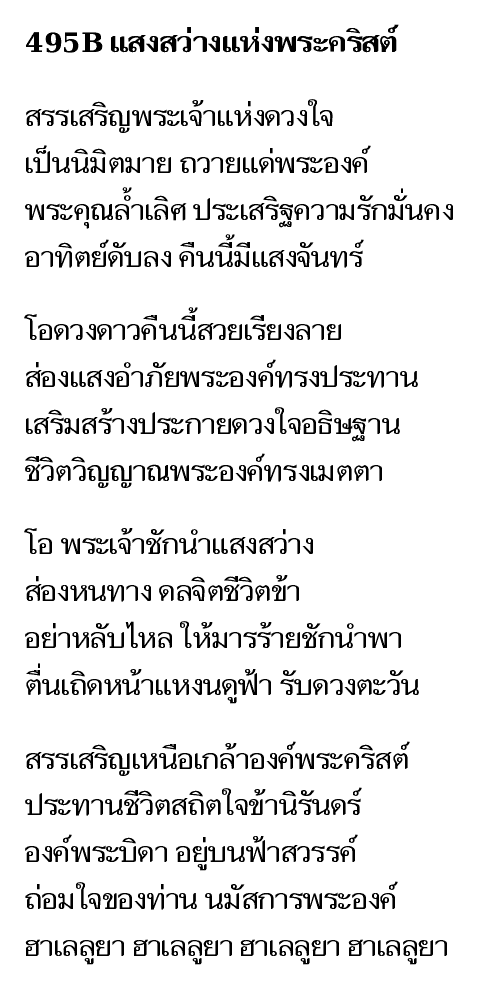 495B แสงสว่างแห่งพระคริสต์
สรรเสริญพระเจ้าแห่งดวงใจ
เป็นนิมิตมาย ถวายแด่พระองค์
พระคุณล้ำเลิศ ประเสริฐความรักมั่นคง
อาทิตย์ดับลง คืนนี้มีแสงจันทร์
โอดวงดาวคืนนี้สวยเรียงลาย
ส่องแสงอำภัยพระองค์ทรงประทาน
เสริมสร้างประกายดวงใจอธิษฐาน
ชีวิตวิญญาณพระองค์ทรงเมตตา
โอ พระเจ้าชักนำแสงสว่าง
ส่องหนทาง ดลจิตชีวิตข้า
อย่าหลับไหล ให้มารร้ายชักนำพา
ตื่นเถิดหน้าแหงนดูฟ้า รับดวงตะวัน
สรรเสริญเหนือเกล้าองค์พระคริสต์
ประทานชีวิตสถิตใจข้านิรันดร์
องค์พระบิดา อยู่บนฟ้าสวรรค์
ถ่อมใจของท่าน นมัสการพระองค์
ฮาเลลูยา ฮาเลลูยา ฮาเลลูยา ฮาเลลูยา